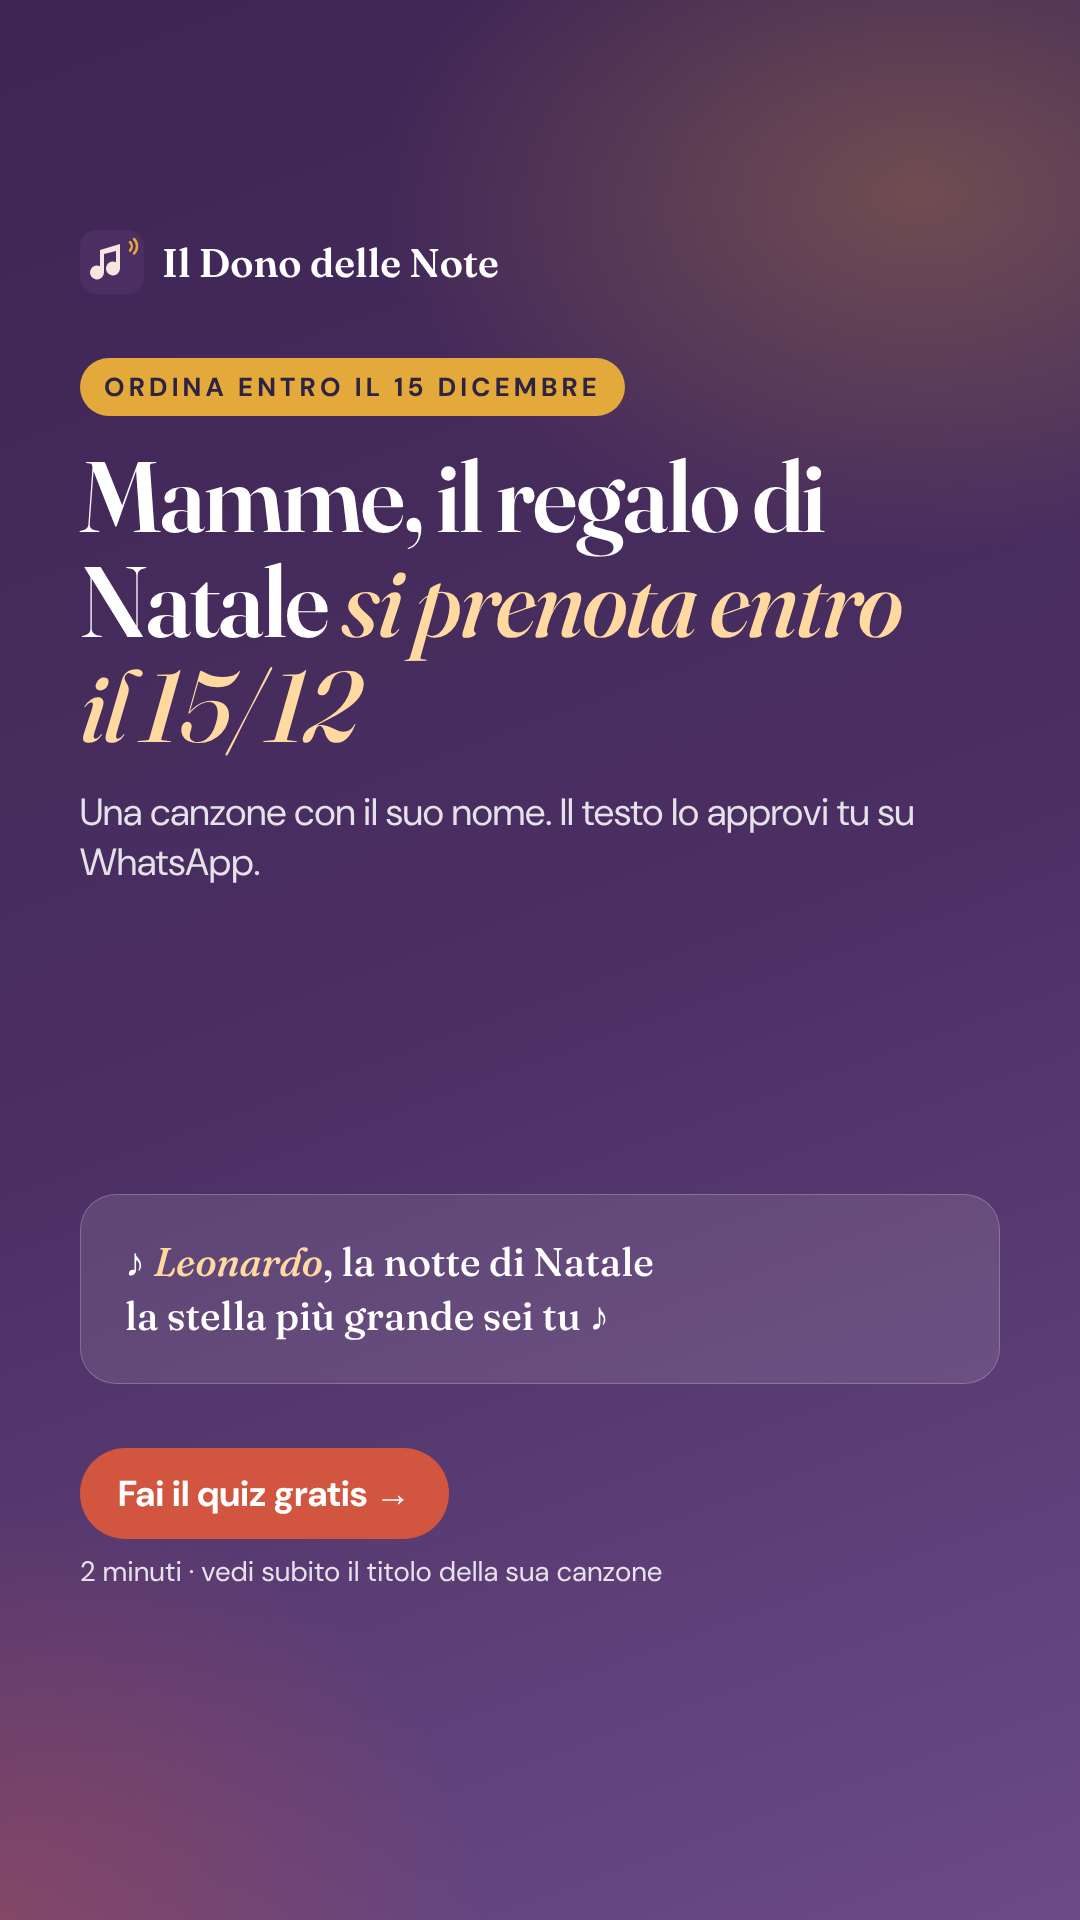 Il Dono delle Note
ORDINA ENTRO IL 15 DICEMBRE
Mamme, il regalo di
Natale si prenota entro
il 15/12
Una canzone con il suo nome. Il testo lo approvi tu su
WhatsApp.
♪ Leonardo, la notte di Natale
la stella più grande sei tu ♪
Fai il quiz gratis →
2 minuti · vedi subito il titolo della sua canzone